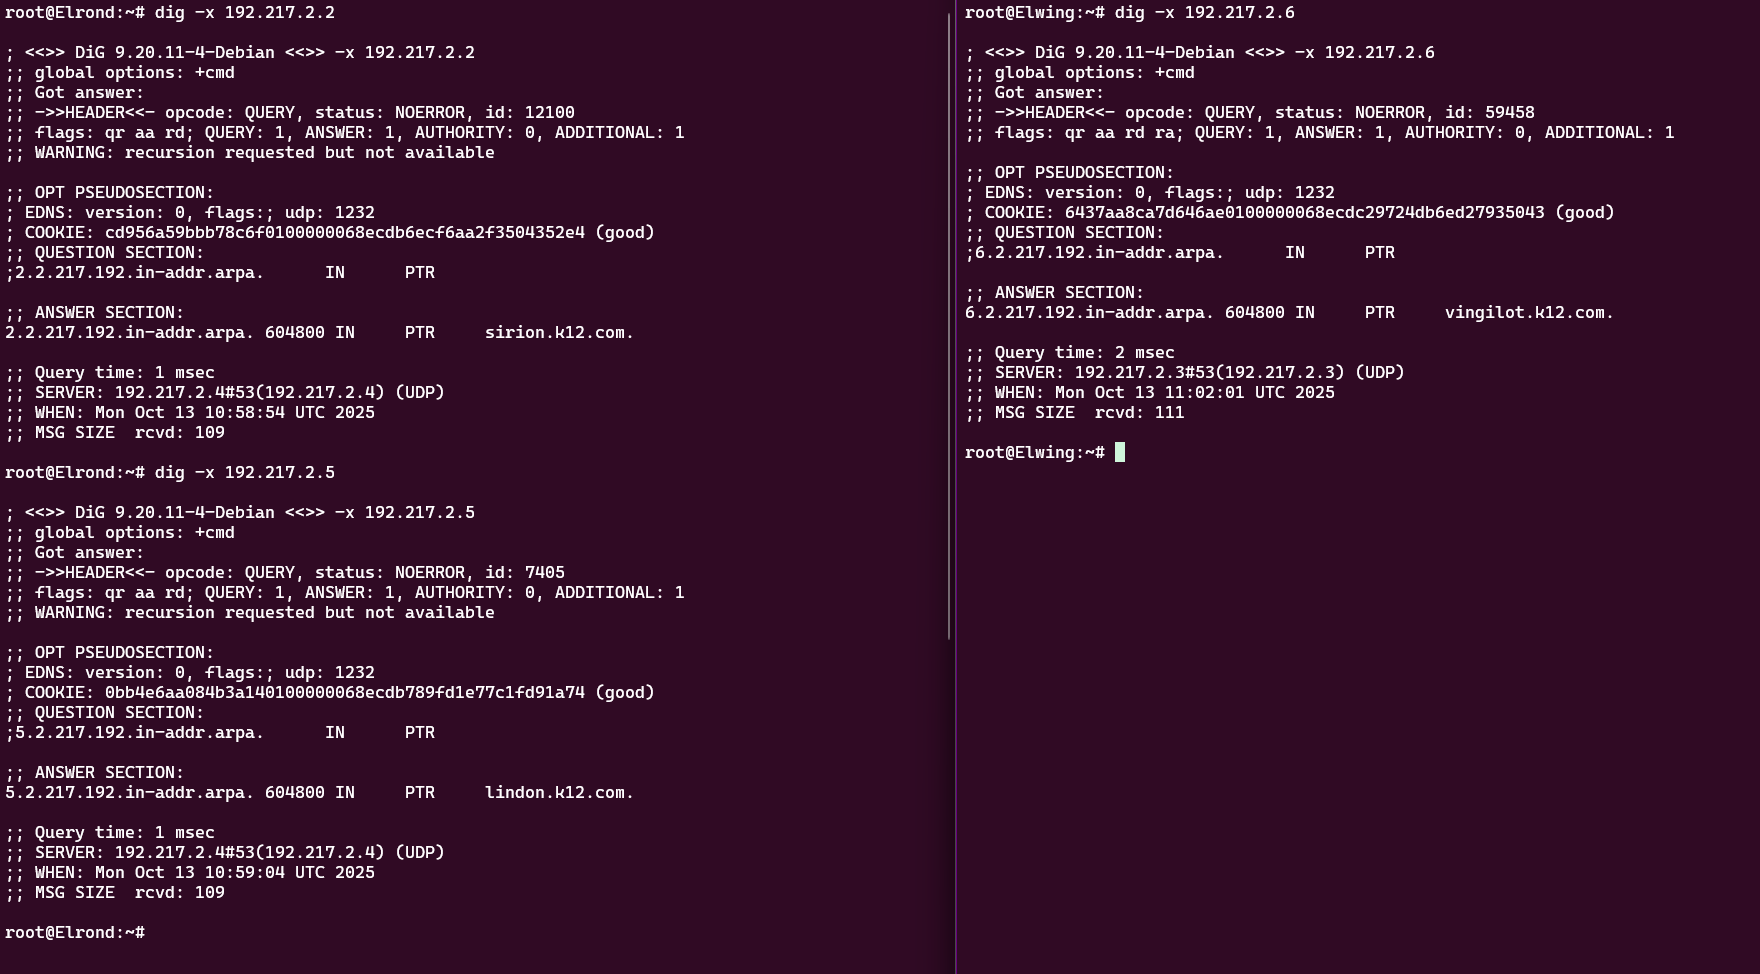 root@Elrond:~# dig -x 192.217.2.2

; <<>> DiG 9.20.11-4-Debian <<>> -x 192.217.2.2
;; global options: +cmd
;; Got answer:
;; ->>HEADER<<- opcode: QUERY, status: NOERROR, id: 12100
;; flags: qr aa rd; QUERY: 1, ANSWER: 1, AUTHORITY: 0, ADDITIONAL: 1
;; WARNING: recursion requested but not available

;; OPT PSEUDOSECTION:
; EDNS: version: 0, flags:; udp: 1232
; COOKIE: cd956a59bbb78c6f0100000068ecdb6ecf6aa2f3504352e4 (good)
;; QUESTION SECTION:
;2.2.217.192.in-addr.arpa.      IN      PTR

;; ANSWER SECTION:
2.2.217.192.in-addr.arpa. 604800 IN     PTR     sirion.k12.com.

;; Query time: 1 msec
;; SERVER: 192.217.2.4#53(192.217.2.4) (UDP)
;; WHEN: Mon Oct 13 10:58:54 UTC 2025
;; MSG SIZE  rcvd: 109

root@Elrond:~# dig -x 192.217.2.5

; <<>> DiG 9.20.11-4-Debian <<>> -x 192.217.2.5
;; global options: +cmd
;; Got answer:
;; ->>HEADER<<- opcode: QUERY, status: NOERROR, id: 7405
;; flags: qr aa rd; QUERY: 1, ANSWER: 1, AUTHORITY: 0, ADDITIONAL: 1
;; WARNING: recursion requested but not available

;; OPT PSEUDOSECTION:
; EDNS: version: 0, flags:; udp: 1232
; COOKIE: 0bb4e6aa084b3a140100000068ecdb789fd1e77c1fd91a74 (good)
;; QUESTION SECTION:
;5.2.217.192.in-addr.arpa.      IN      PTR

;; ANSWER SECTION:
5.2.217.192.in-addr.arpa. 604800 IN     PTR     lindon.k12.com.

;; Query time: 1 msec
;; SERVER: 192.217.2.4#53(192.217.2.4) (UDP)
;; WHEN: Mon Oct 13 10:59:04 UTC 2025
;; MSG SIZE  rcvd: 109

root@Elrond:~#
root@Elwing:~# dig -x 192.217.2.6

; <<>> DiG 9.20.11-4-Debian <<>> -x 192.217.2.6
;; global options: +cmd
;; Got answer:
;; ->>HEADER<<- opcode: QUERY, status: NOERROR, id: 59458
;; flags: qr aa rd ra; QUERY: 1, ANSWER: 1, AUTHORITY: 0, ADDITIONAL: 1

;; OPT PSEUDOSECTION:
; EDNS: version: 0, flags:; udp: 1232
; COOKIE: 6437aa8ca7d646ae0100000068ecdc29724db6ed27935043 (good)
;; QUESTION SECTION:
;6.2.217.192.in-addr.arpa.      IN      PTR

;; ANSWER SECTION:
6.2.217.192.in-addr.arpa. 604800 IN     PTR     vingilot.k12.com.

;; Query time: 2 msec
;; SERVER: 192.217.2.3#53(192.217.2.3) (UDP)
;; WHEN: Mon Oct 13 11:02:01 UTC 2025
;; MSG SIZE  rcvd: 111

root@Elwing:~#